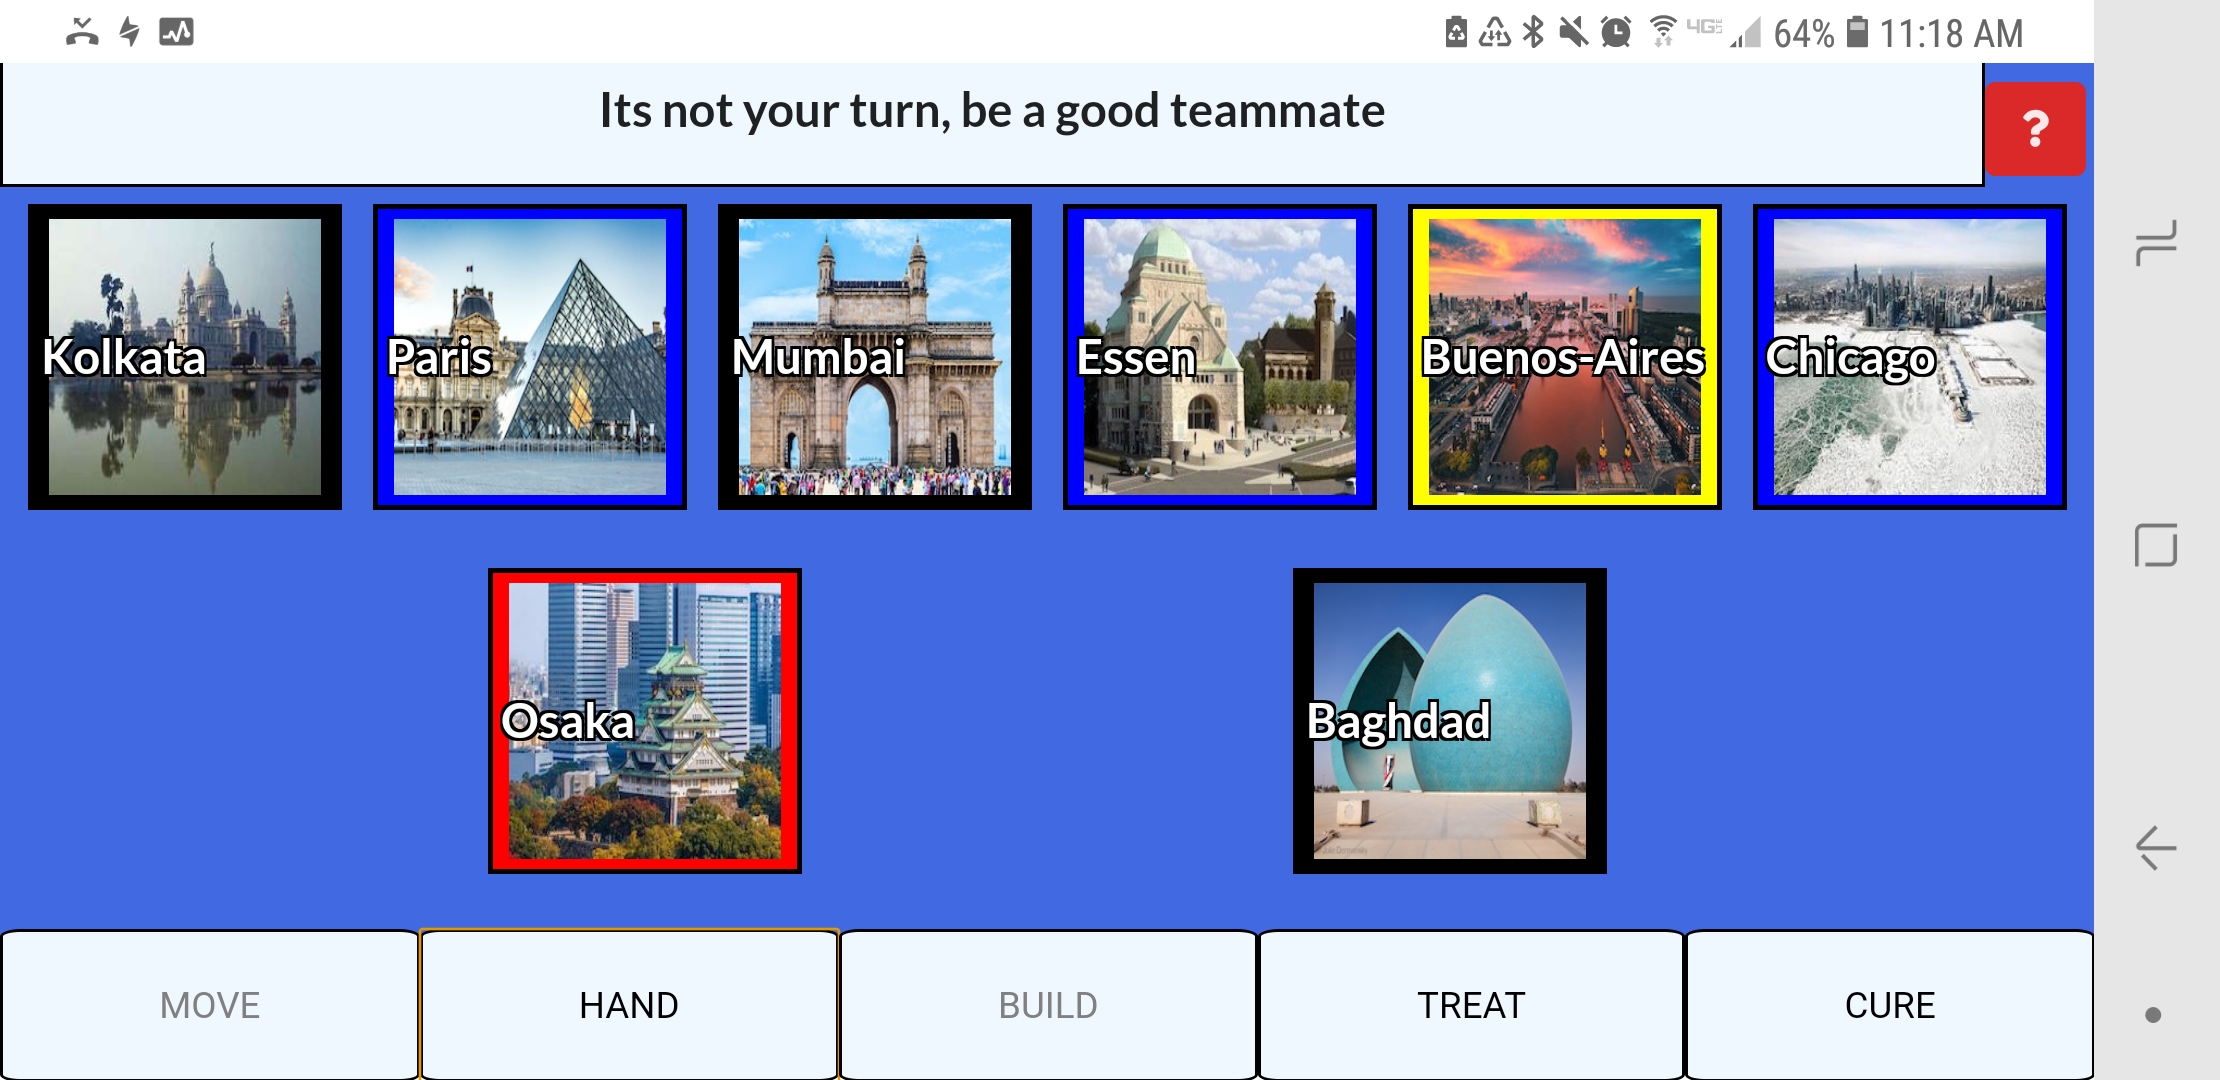 64% 11:18 AM
Its not your turn, be a good teammate
?
Kolkata
Paris
Mumbai
Essen
Buenos-Aires
Chicago
Osaka
Baghdad
MOVE
HAND
BUILD
TREAT
CURE